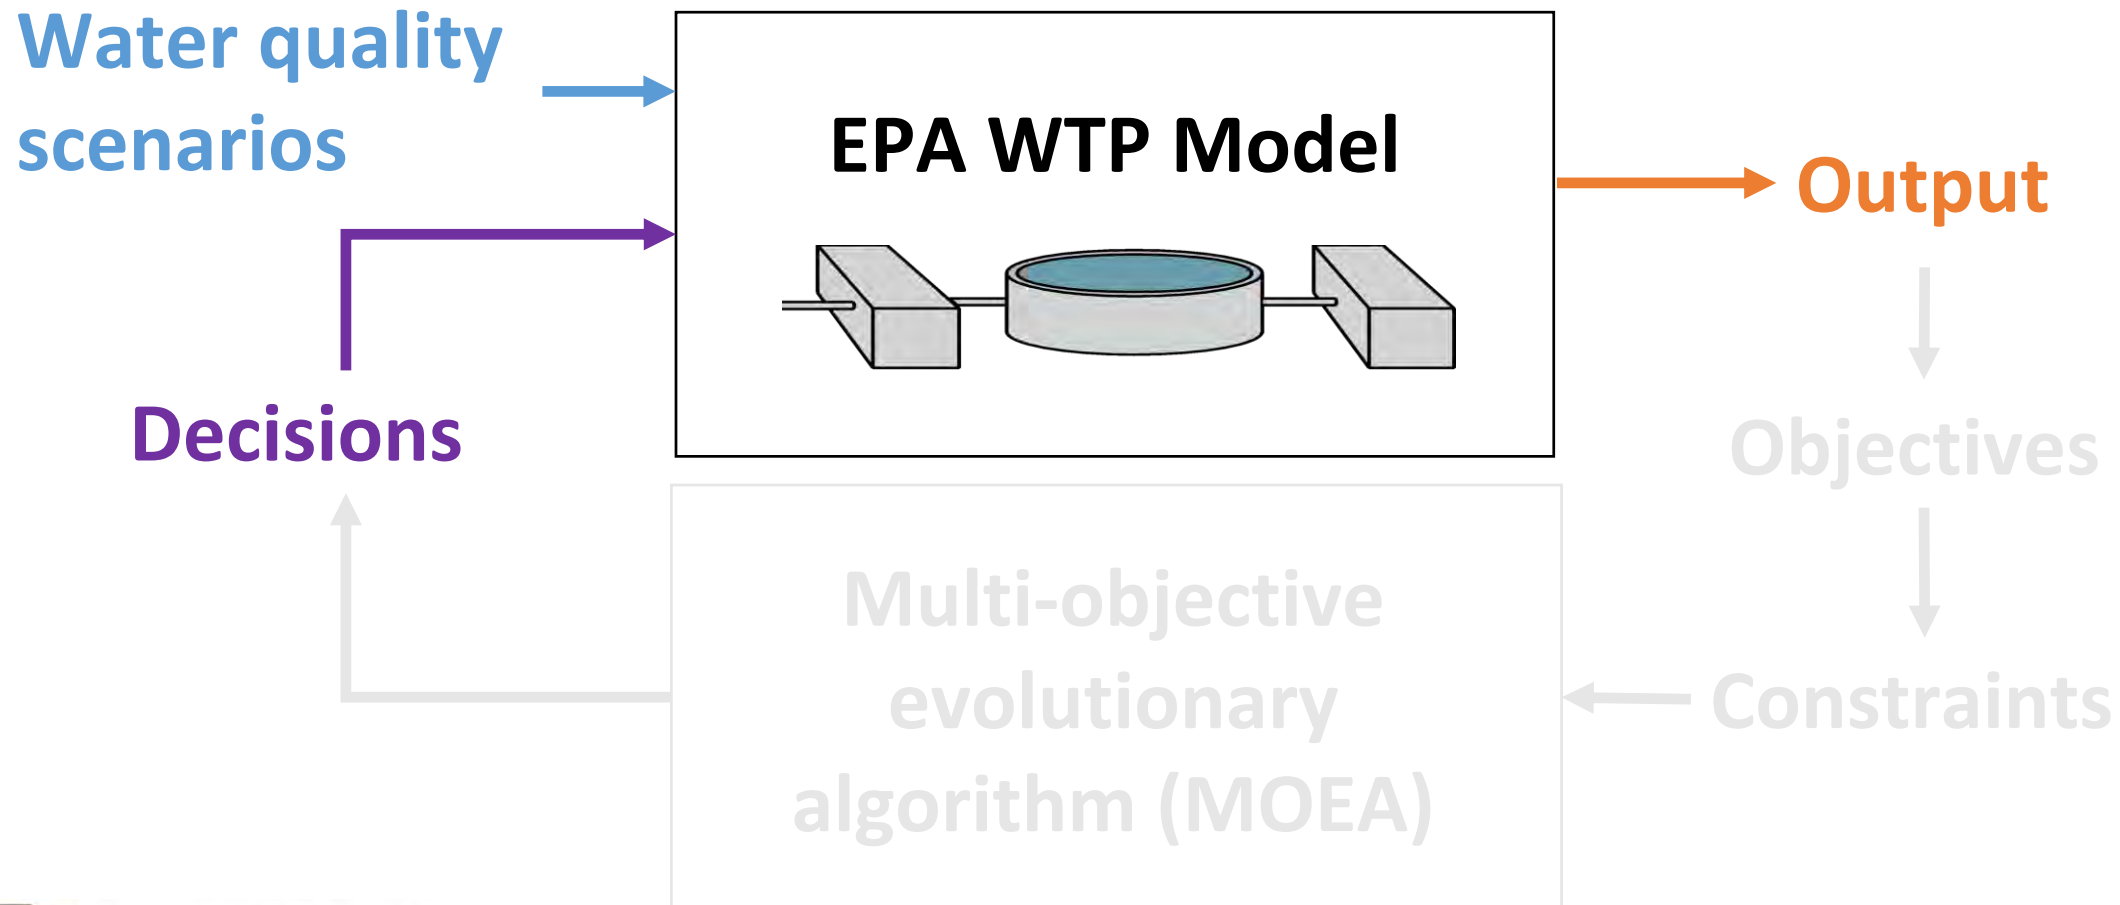 Water quality
scenarios
EPA WTP Model
Output
Decisions
Objectives
Multi-objective
evolutionary
algorithm (MOEA)
Constraints